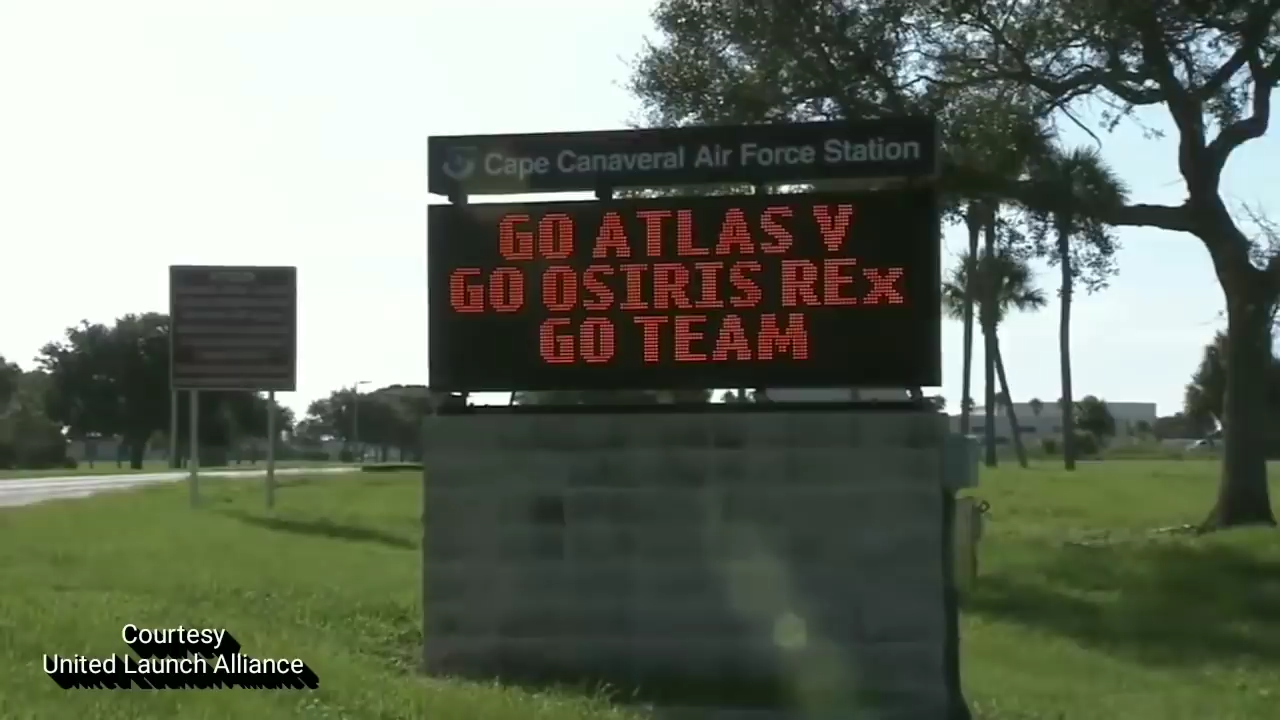 Cape Canaveral Air Force Station
GO ATLAS V
GO OSIRIS REx
GO TEAM
Courtesy
United Launch Alliance